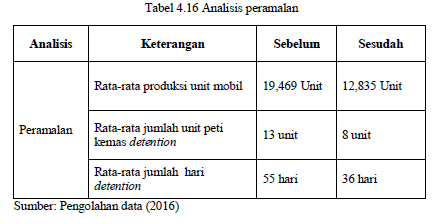 Tabel 4.16 Analisis peramalan
Analisis Keterangan Sebelum Sesudah
Peramalan
Rata-rata produksi unit mobil 19,469 Unit 12,835 Unit
Rata-rata jumlah unit peti
kemas detention 13 unit 8 unit
Rata-rata jumlah hari
detention 55 hari 36 hari
Sumber: Pengolahan data (2016)